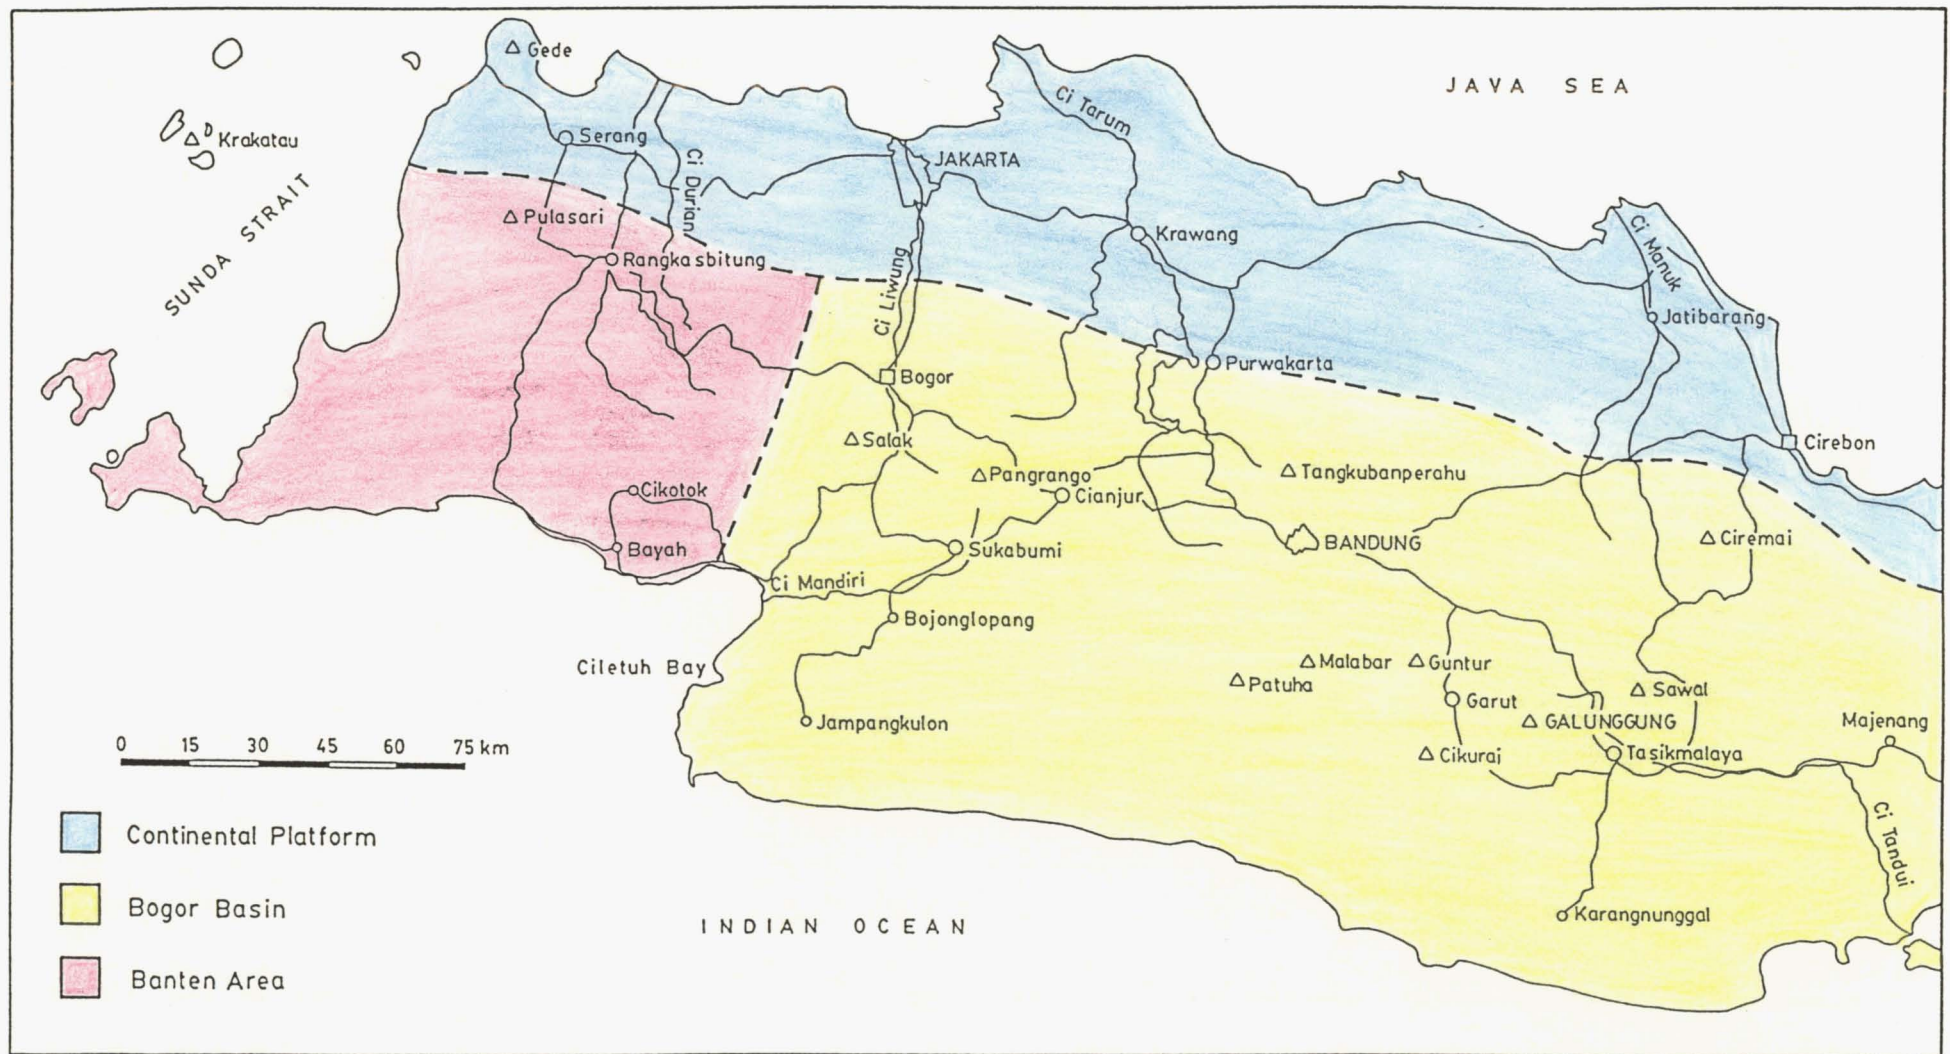 Gede
JAVA SEA
Ci Tarum
Krakatau
Serang
Ci Durian
JAKARTA
SUNDA STRAIT
Pulasari
Rangkasbitung
Ci Liwung
Krawang
Ci Manuk
Jatibarang
Purwakarta
Bogor
Salak
Pangrango
Cianjur
Tangkubanperahu
Cirebon
Cikotok
Bayah
Sukabumi
BANDUNG
Ciremai
Ci Mandiri
Bojonglopang
Ciletuh Bay
Malabar
Guntur
Patuha
Garut
Sawal
Jampangkulon
GALUNGGUNG
Majenang
Cikuraj
Tasikmalaya
0 15 30 45 60 75 km
Ci Tandui
Continental Platform
Bogor Basin
Karangnunggal
INDIAN OCEAN
Banten Area